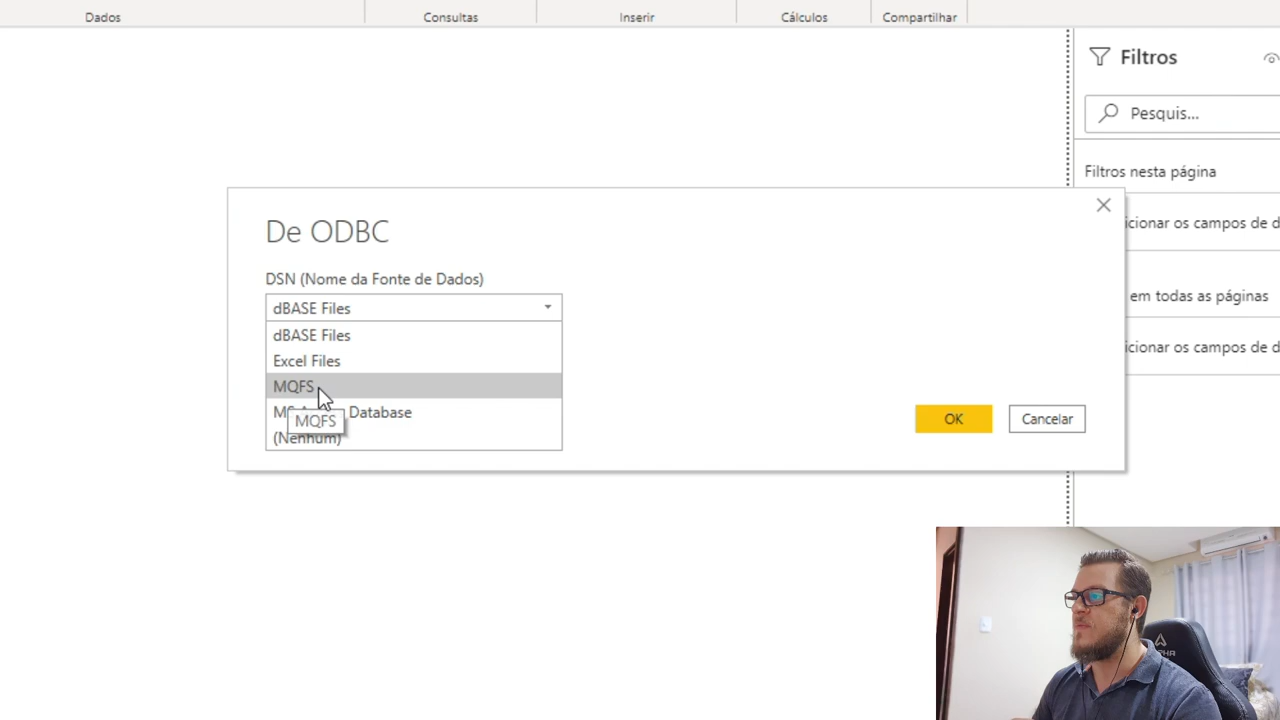 Dados
Consultas
Inserir
Cálculos
Compartilhar
Filtros
Pesquis...
Filtros nesta página
icionar os campos de d
em todas as páginas
icionar os campos de d
De ODBC
DSN (Nome da Fonte de Dados)
dBASE Files
dBASE Files
Excel Files
MQFS
Database
MQFS
(Nenhum)
OK
Cancelar